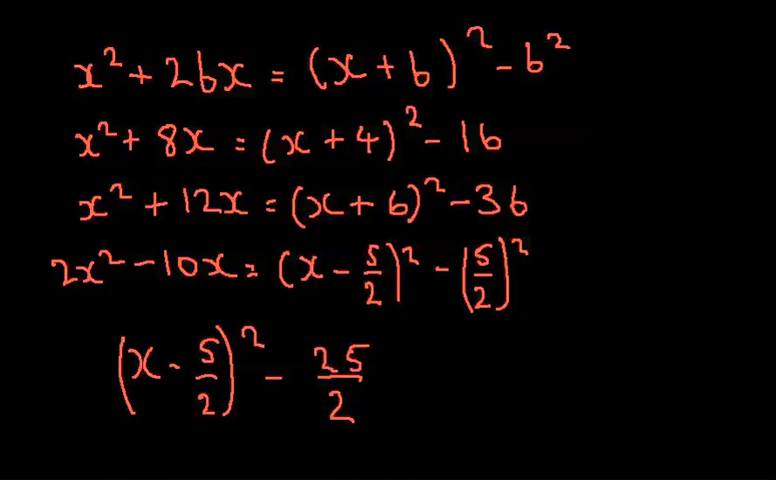 x² + 2bx = (x + b)² - b²
x² + 8x = (x + 4)² - 16
x² + 12x = (x + 6)² - 36
2x² - 10x = (x - 5/2)² - (5/2)²
(x - 5/2)² - 25/2